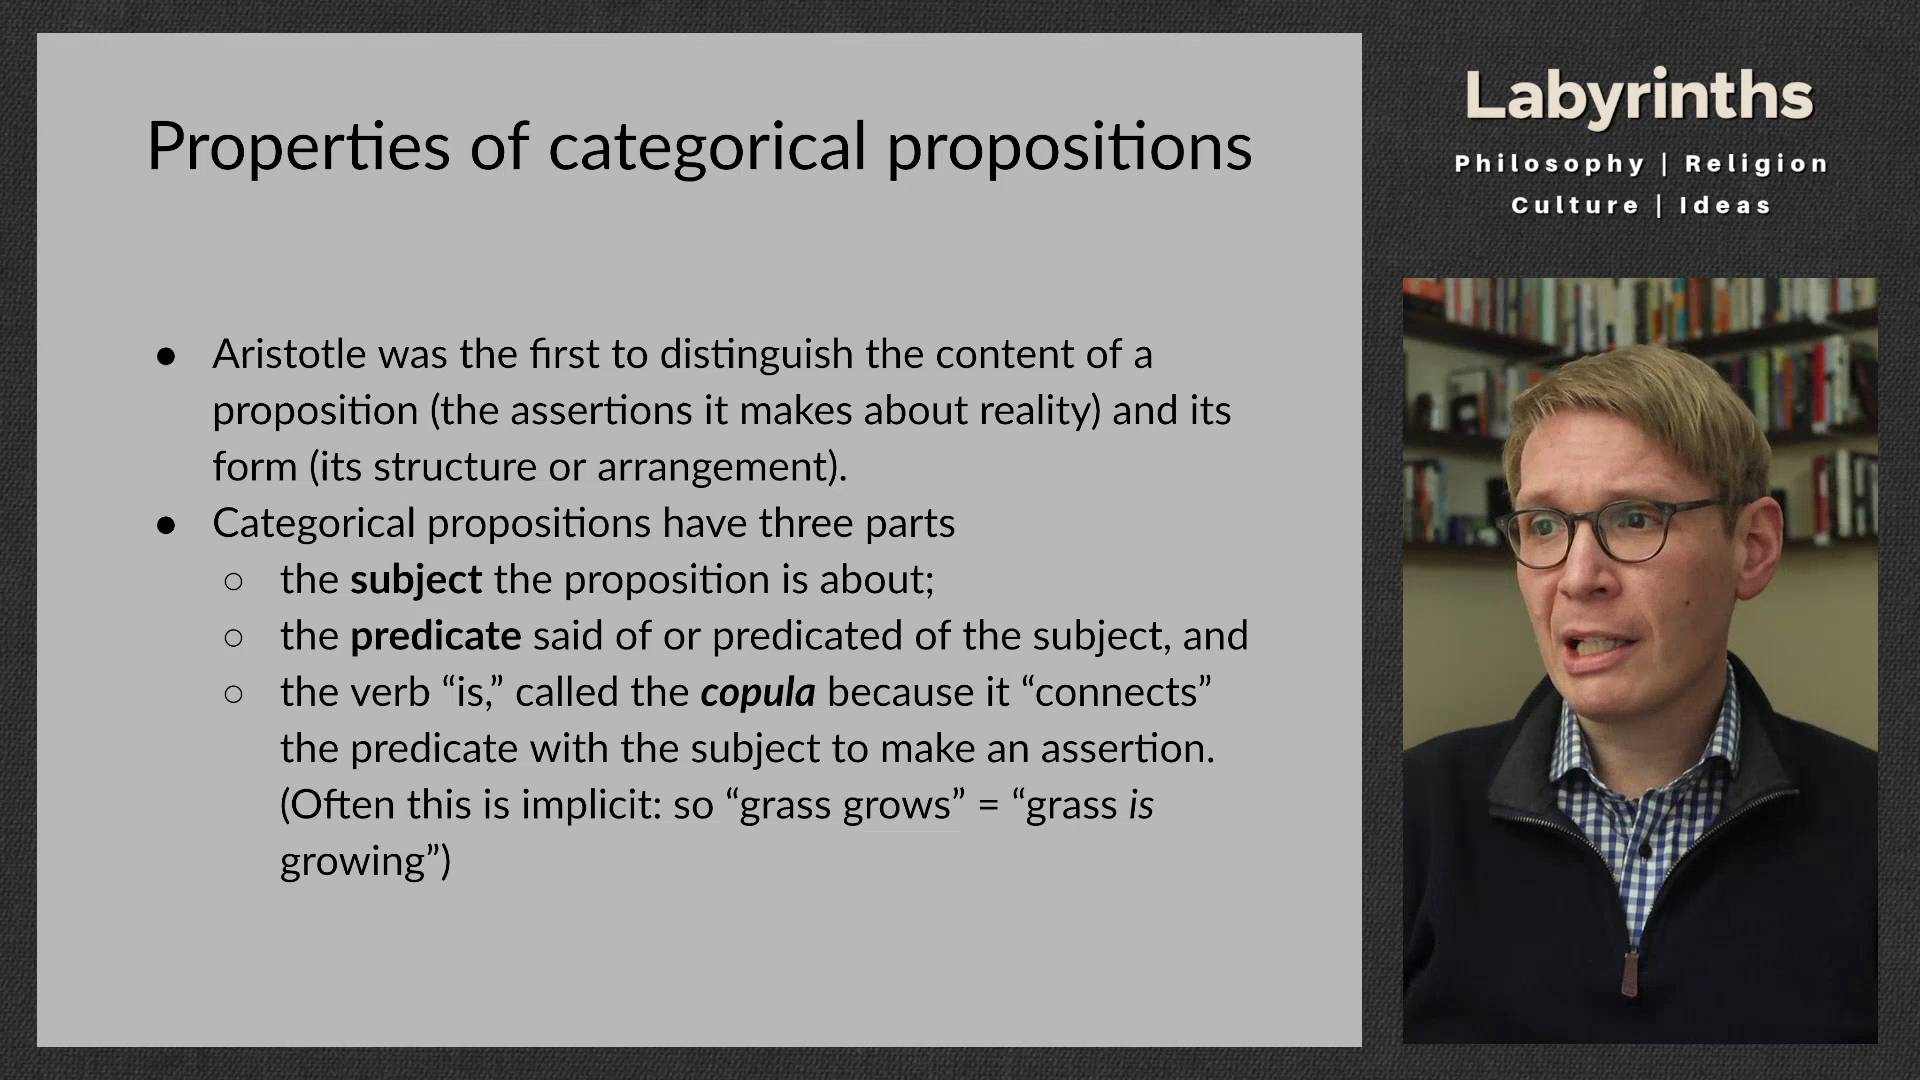 Properties of categorical propositions
● Aristotle was the first to distinguish the content of a
proposition (the assertions it makes about reality) and its
form (its structure or arrangement).
● Categorical propositions have three parts
○ the subject the proposition is about;
○ the predicate said of or predicated of the subject, and
○ the verb “is,” called the copula because it “connects”
the predicate with the subject to make an assertion.
(Often this is implicit: so “grass grows” = “grass is
growing”)
Labyrinths
Philosophy | Religion
Culture | Ideas